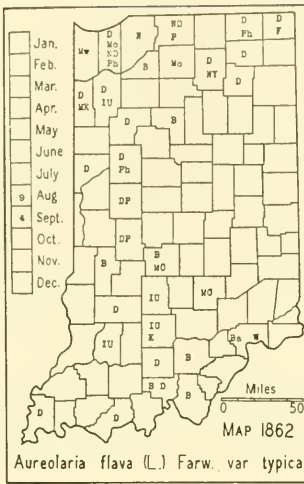 Jan.
Feb.
Mar.
Apr.
May
June
July
9 Aug
4 Sept.
Oct.
Nov.
Dec.
Mw
D
Mo
ND
Ph
N
B
ND
P
Mo
D
NY
D
Ph
D
F
D
D
D
MK
D
IU
D
B
D
D
Ph
DP
DP
B
B
MO
D
IU
MO
IU
IU
K
D
B
B D
B
Ba
W
D
D
Miles
0 50
MAP 1862
Aureolaria flava (L.) Farw., var typica